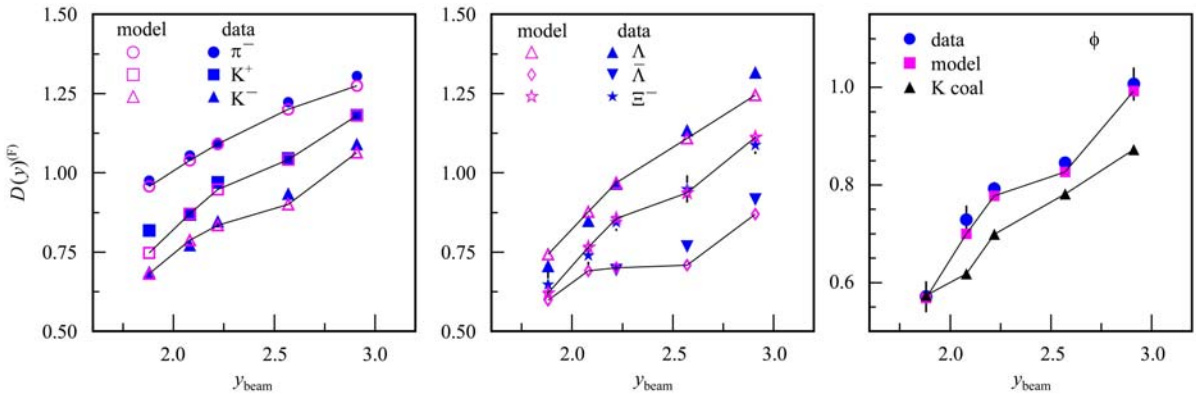 1.50
1.25
1.00
0.75
0.50
D(y)^(F)
model data
π−
K+
K−
2.0 2.5 3.0
y_beam
1.50
1.25
1.00
0.75
0.50
model data
Λ
Λ̄
Ξ−
2.0 2.5 3.0
y_beam
1.0
0.8
0.6
data ϕ
model
K coal
2.0 2.5 3.0
y_beam